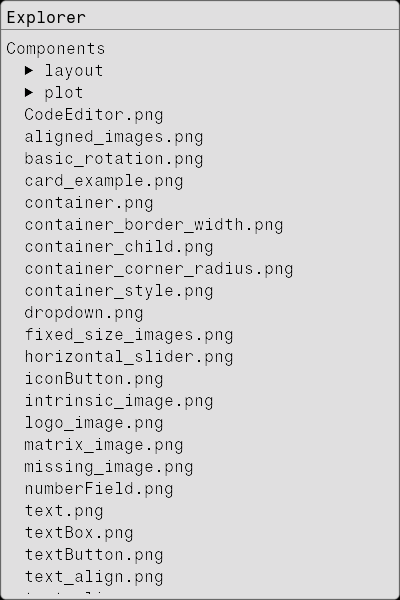 Explorer
Components
layout
plot
CodeEditor.png
aligned_images.png
basic_rotation.png
card_example.png
container.png
container_border_width.png
container_child.png
container_corner_radius.png
container_style.png
dropdown.png
fixed_size_images.png
horizontal_slider.png
iconButton.png
intrinsic_image.png
logo_image.png
matrix_image.png
missing_image.png
numberField.png
text.png
textBox.png
textButton.png
text_align.png